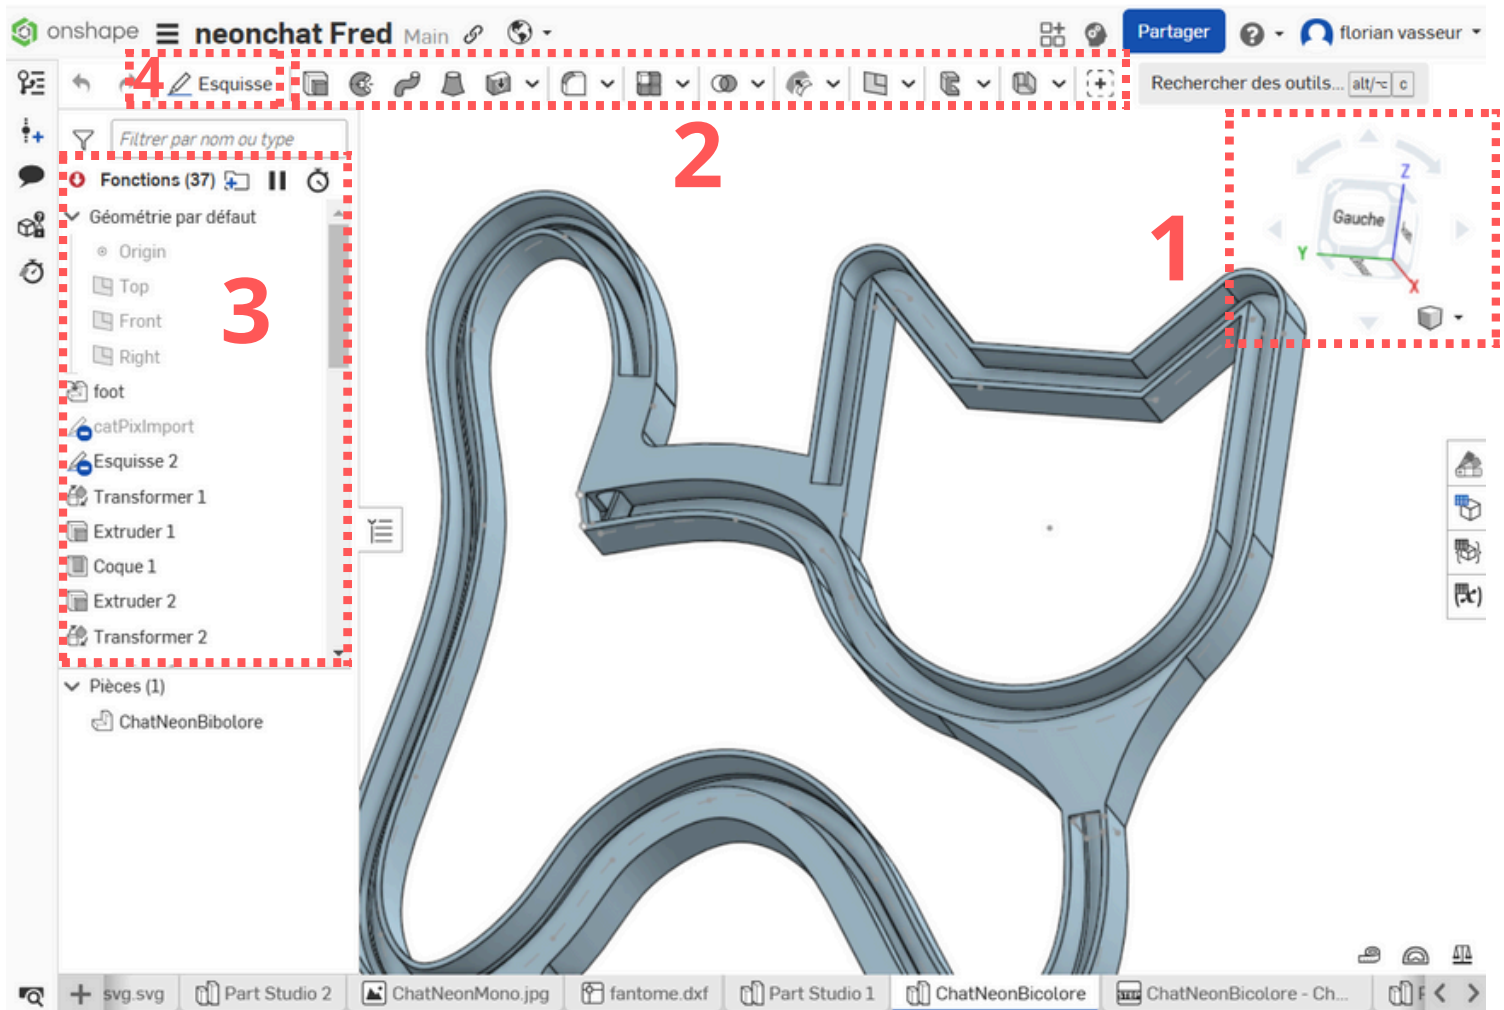 onshape
neonchat Fred Main
Partager
florian vasseur
4
Esquisse
Rechercher des outils... alt/⌥ c
2
Filtrer par nom ou type
Fonctions (37)
Géométrie par défaut
Origin
Top
Front
Right
3
foot
catPixImport
Esquisse 2
Transformer 1
Extruder 1
Coque 1
Extruder 2
Transformer 2
Pièces (1)
ChatNeonBibolore
1
Z
Gauche
Y
X
(x)
svg.svg
Part Studio 2
ChatNeonMono.jpg
fantome.dxf
Part Studio 1
ChatNeonBicolore
STEP
ChatNeonBicolore - Ch...